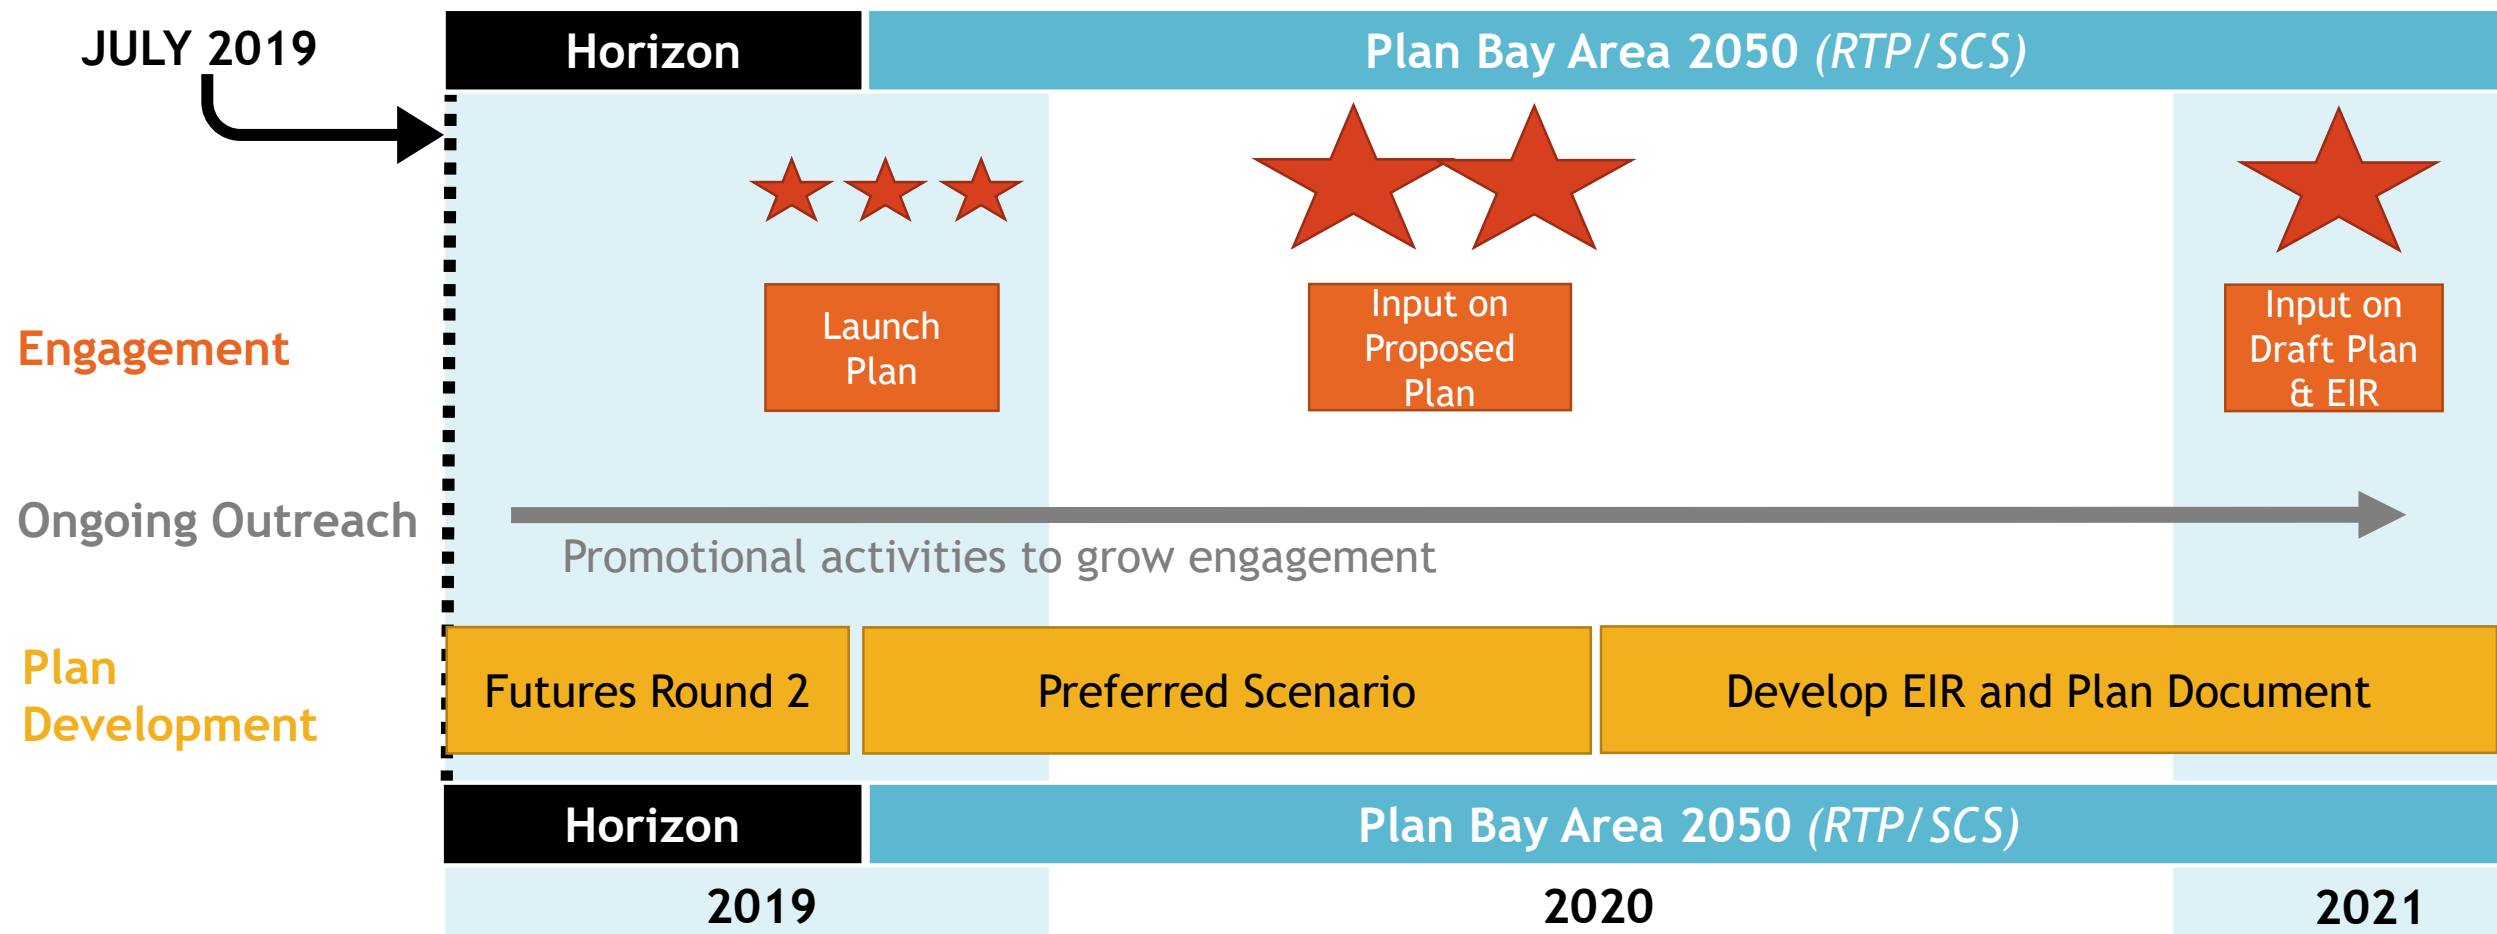 JULY 2019
Horizon
Plan Bay Area 2050 (RTP/SCS)
Engagement
Launch
Plan
Input on
Proposed
Plan
Input on
Draft Plan
& EIR
Ongoing Outreach
Promotional activities to grow engagement
Plan
Development
Futures Round 2
Preferred Scenario
Develop EIR and Plan Document
Horizon
Plan Bay Area 2050 (RTP/SCS)
2019
2020
2021